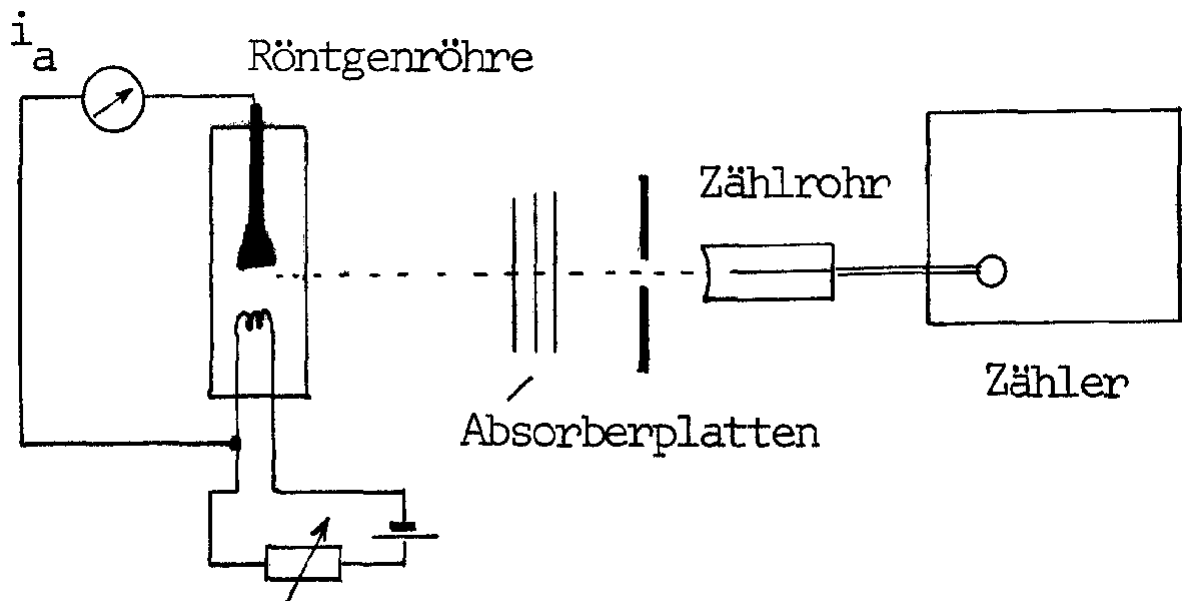 i
a
Röntgenröhre
Zählrohr
Absorberplatten
Zähler